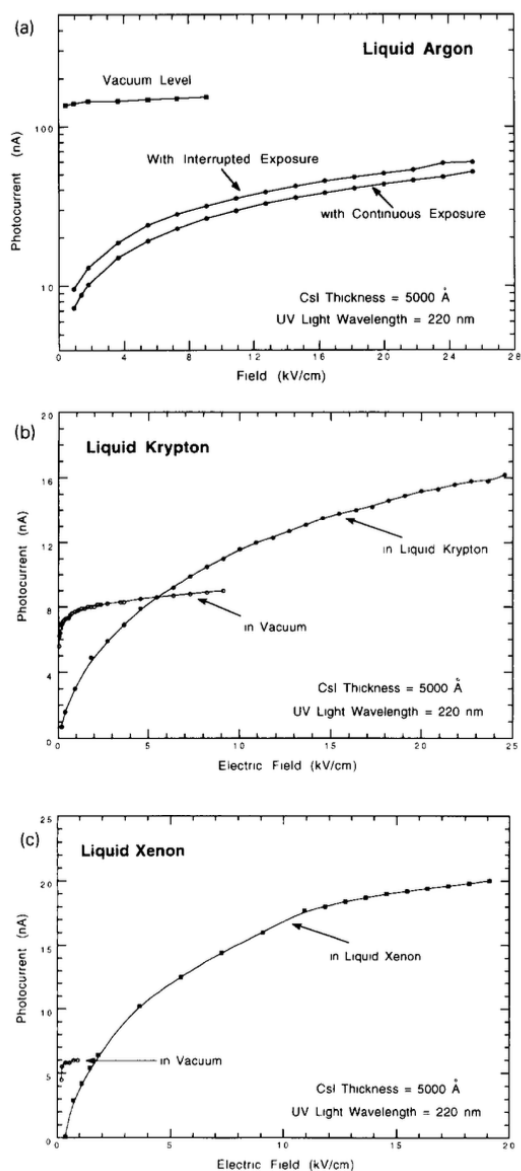 (a)
Liquid Argon
Vacuum Level
100
With Interrupted Exposure
with Continuous Exposure
Photocurrent (nA)
10
CsI Thickness = 5000 Å
UV Light Wavelength = 220 nm
0 4 8 12 16 20 24 28
Field (kV/cm)
(b)
20
Liquid Krypton
16
in Liquid Krypton
12
Photocurrent (nA)
8
in Vacuum
4
CsI Thickness = 5000 Å
UV Light Wavelength = 220 nm
0
0 5 10 15 20 25
Electric Field (kV/cm)
(c)
25
Liquid Xenon
20
in Liquid Xenon
15
Photocurrent (nA)
10
in Vacuum
5
CsI Thickness = 5000 Å
UV Light Wavelength = 220 nm
0
0 5 10 15 20
Electric Field (kV/cm)